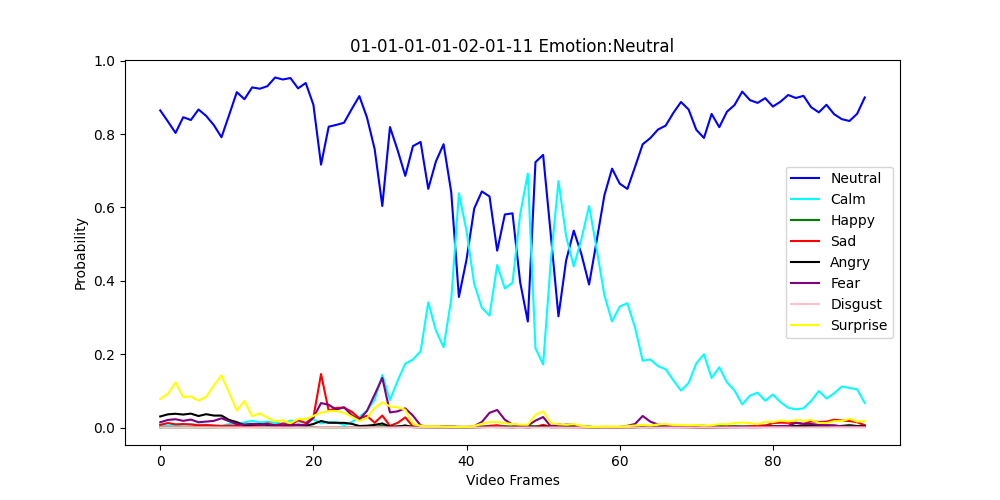 01-01-01-01-02-01-11 Emotion:Neutral
1.0
0.8
0.6
0.4
0.2
0.0
Probability
0 20 40 60 80
Video Frames
Neutral
Calm
Happy
Sad
Angry
Fear
Disgust
Surprise